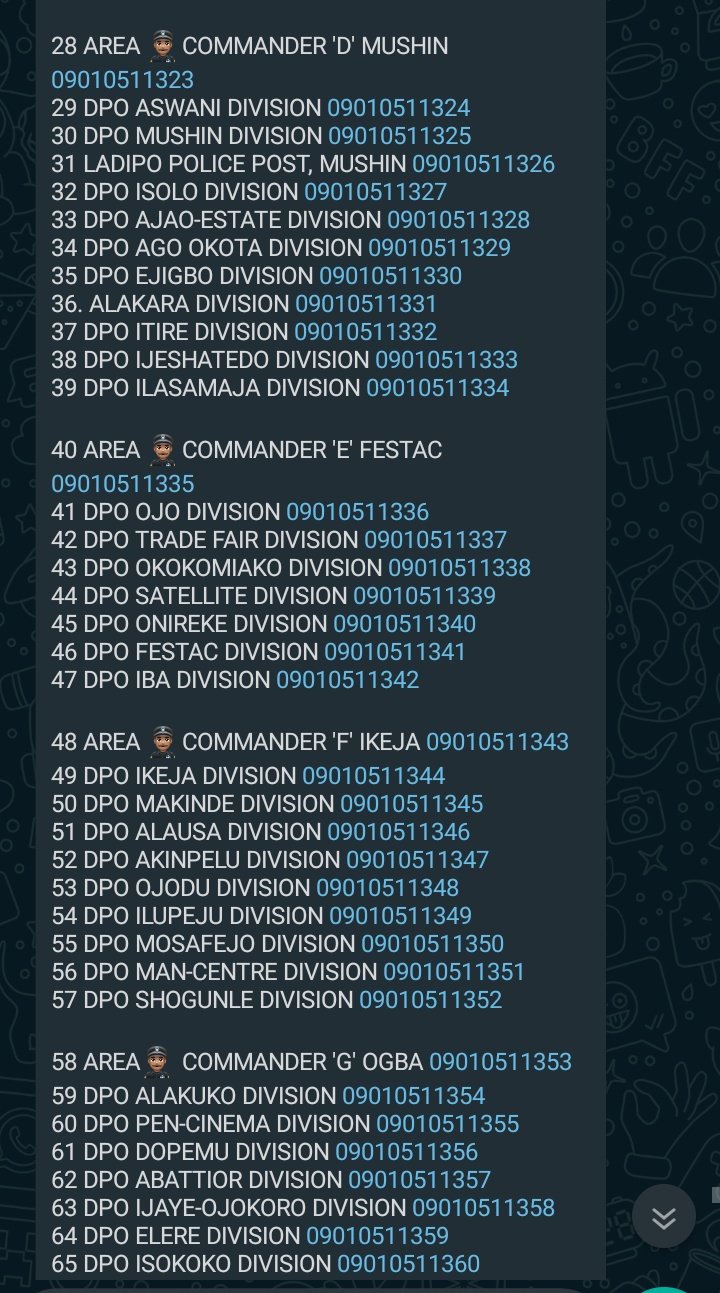 28 AREA 👮🏽 COMMANDER 'D' MUSHIN
09010511323
29 DPO ASWANI DIVISION 09010511324
30 DPO MUSHIN DIVISION 09010511325
31 LADIPO POLICE POST, MUSHIN 09010511326
32 DPO ISOLO DIVISION 09010511327
33 DPO AJAO-ESTATE DIVISION 09010511328
34 DPO AGO OKOTA DIVISION 09010511329
35 DPO EJIGBO DIVISION 09010511330
36. ALAKARA DIVISION 09010511331
37 DPO ITIRE DIVISION 09010511332
38 DPO IJESHATEDO DIVISION 09010511333
39 DPO ILASAMAJA DIVISION 09010511334
40 AREA 👮🏽 COMMANDER 'E' FESTAC
09010511335
41 DPO OJO DIVISION 09010511336
42 DPO TRADE FAIR DIVISION 09010511337
43 DPO OKOKOMIAKO DIVISION 09010511338
44 DPO SATELLITE DIVISION 09010511339
45 DPO ONIREKE DIVISION 09010511340
46 DPO FESTAC DIVISION 09010511341
47 DPO IBA DIVISION 09010511342
48 AREA 👮🏽 COMMANDER 'F' IKEJA 09010511343
49 DPO IKEJA DIVISION 09010511344
50 DPO MAKINDE DIVISION 09010511345
51 DPO ALAUSA DIVISION 09010511346
52 DPO AKINPELU DIVISION 09010511347
53 DPO OJODU DIVISION 09010511348
54 DPO ILUPEJU DIVISION 09010511349
55 DPO MOSAFEJO DIVISION 09010511350
56 DPO MAN-CENTRE DIVISION 09010511351
57 DPO SHOGUNLE DIVISION 09010511352
58 AREA👮🏽 COMMANDER 'G' OGBA 09010511353
59 DPO ALAKUKO DIVISION 09010511354
60 DPO PEN-CINEMA DIVISION 09010511355
61 DPO DOPEMU DIVISION 09010511356
62 DPO ABATTIOR DIVISION 09010511357
63 DPO IJAYE-OJOKORO DIVISION 09010511358
64 DPO ELERE DIVISION 09010511359
65 DPO ISOKOKO DIVISION 09010511360
BFF